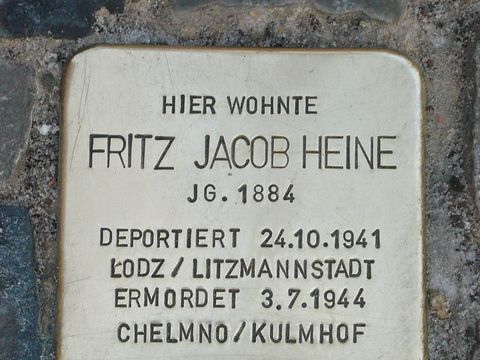 HIER WOHNTE
FRITZ JACOB HEINE
JG. 1884
DEPORTIERT 24.10.1941
ŁODZ / LITZMANNSTADT
ERMORDET 3.7.1944
CHELMNO/KULMHOF